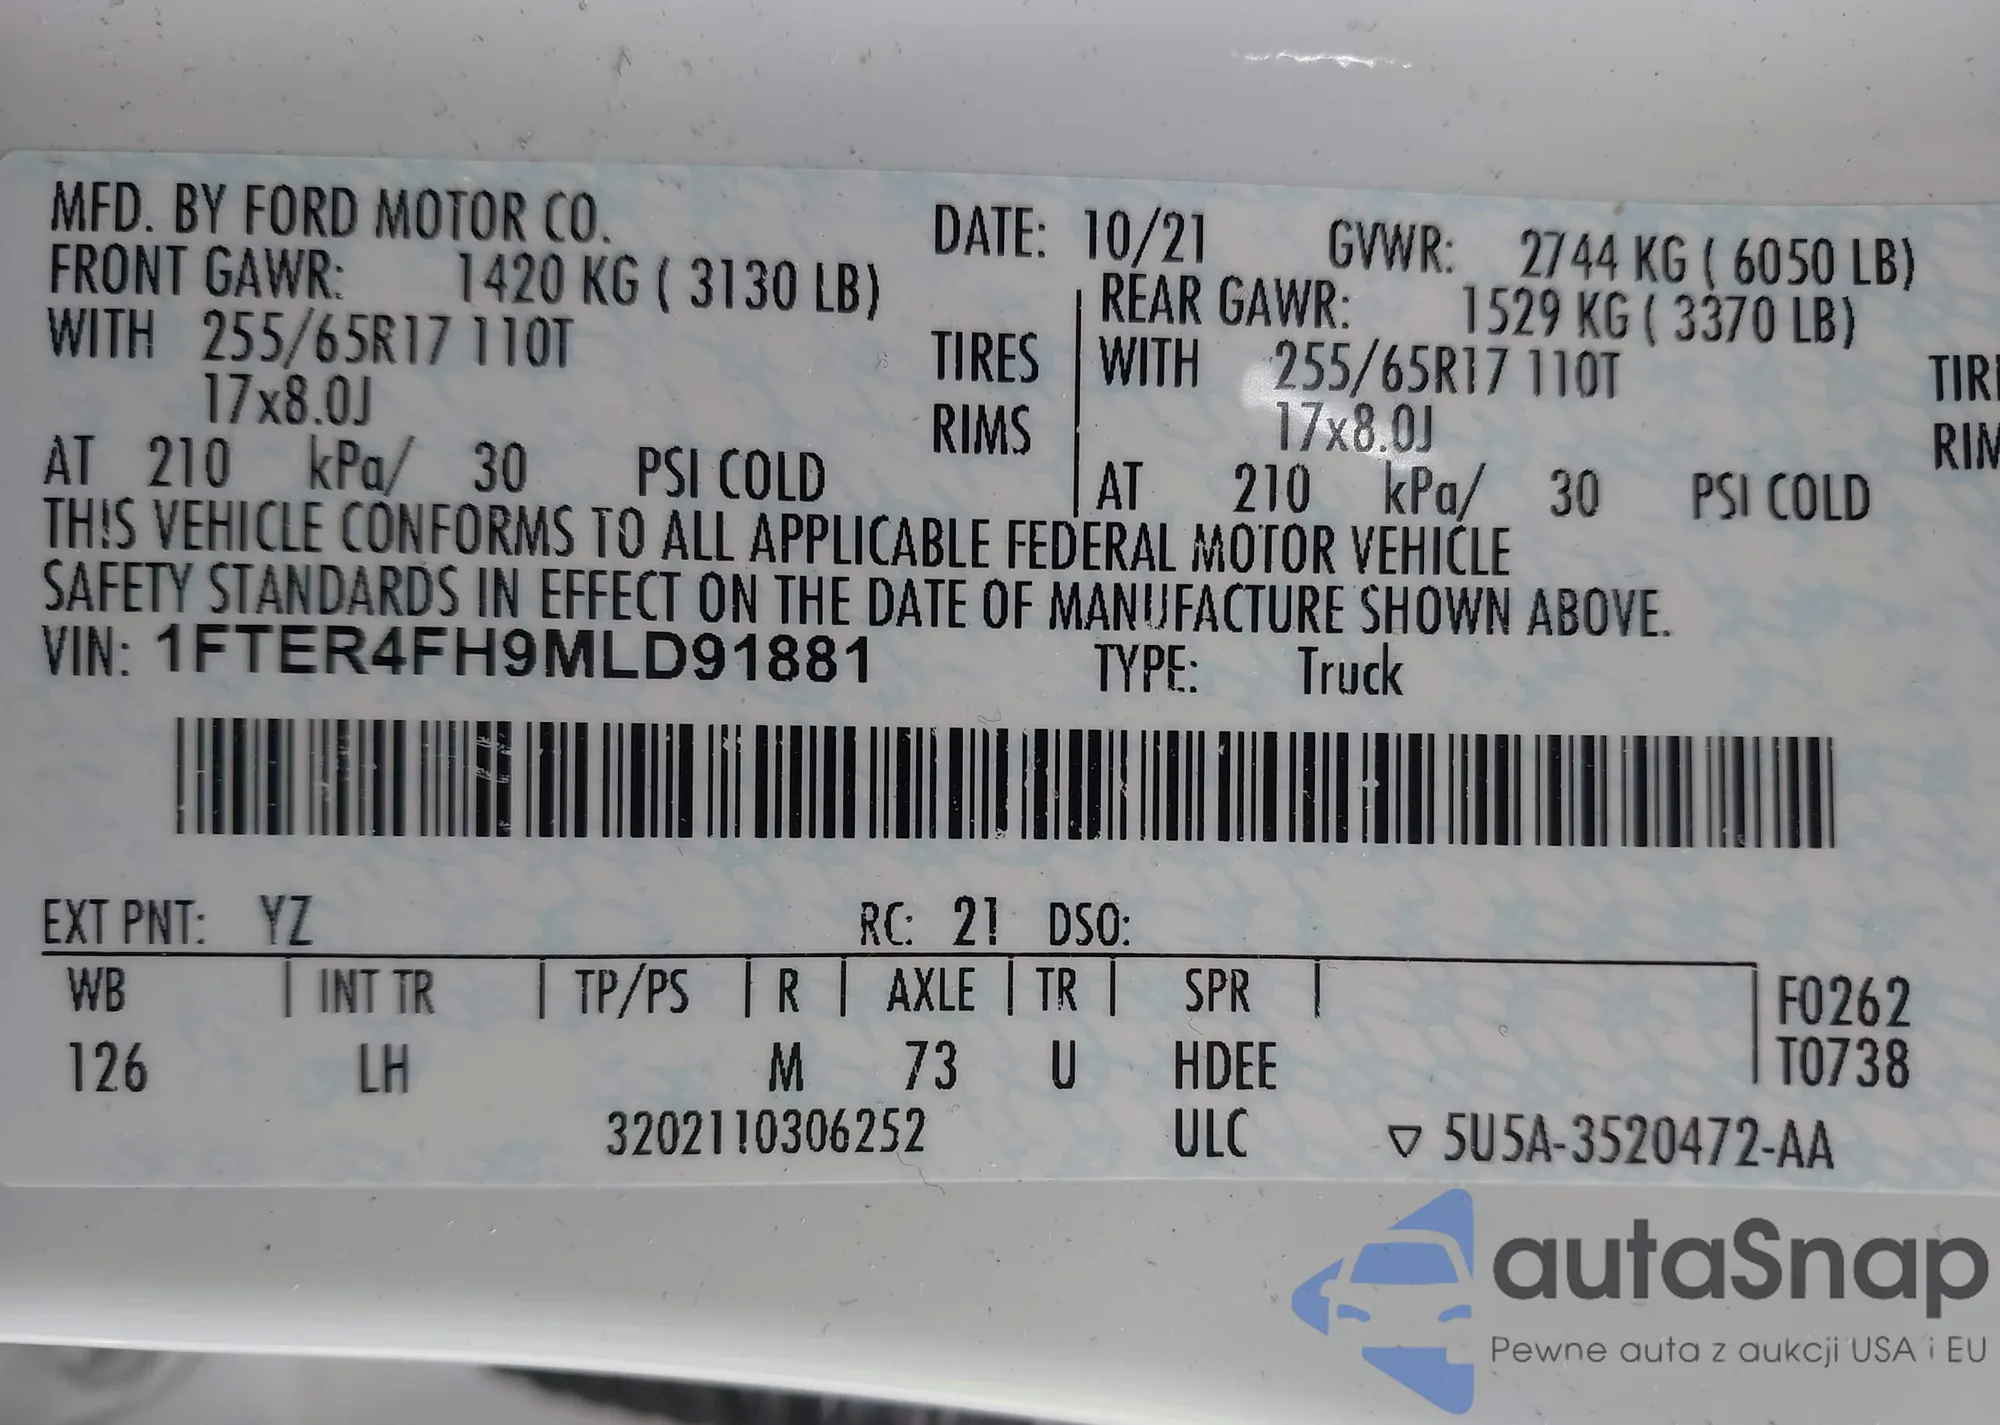 MFD. BY FORD MOTOR CO. DATE: 10/21 GVWR: 2744 KG ( 6050 LB)
FRONT GAWR: 1420 KG ( 3130 LB) REAR GAWR: 1529 KG ( 3370 LB)
WITH 255/65R17 110T TIRES WITH 255/65R17 110T TIR
17x8.0J RIMS 17x8.0J RIM
AT 210 kPa/ 30 PSI COLD AT 210 kPa/ 30 PSI COLD
THIS VEHICLE CONFORMS TO ALL APPLICABLE FEDERAL MOTOR VEHICLE
SAFETY STANDARDS IN EFFECT ON THE DATE OF MANUFACTURE SHOWN ABOVE.
VIN: 1FTER4FH9MLD91881 TYPE: Truck
EXT PNT: YZ RC: 21 DSO:
WB INT TR TP/PS R AXLE TR SPR F0262
126 LH M 73 U HDEE T0738
3202110306252 ULC ▽ 5U5A-3520472-AA
autaSnap
Pewne auta z aukcji USA i EU